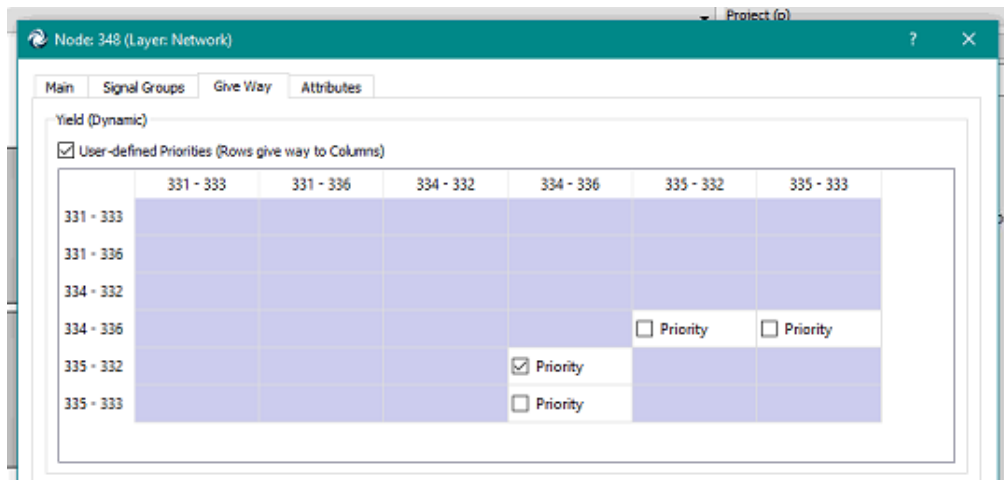 Project (p)
Node: 348 (Layer: Network) ? ×
Main Signal Groups Give Way Attributes
Yield (Dynamic)
User-defined Priorities (Rows give way to Columns)
331 - 333 331 - 336 334 - 332 334 - 336 335 - 332 335 - 333
331 - 333
331 - 336
334 - 332
334 - 336 Priority Priority
335 - 332 Priority
335 - 333 Priority